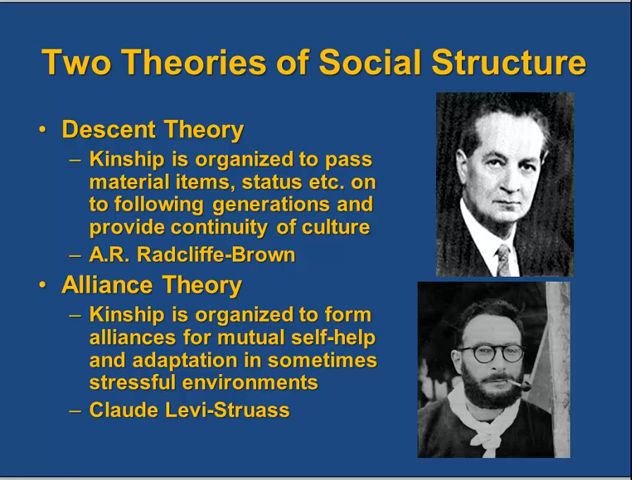 Two Theories of Social Structure
• Descent Theory
– Kinship is organized to pass
material items, status etc. on
to following generations and
provide continuity of culture
– A.R. Radcliffe-Brown
• Alliance Theory
– Kinship is organized to form
alliances for mutual self-help
and adaptation in sometimes
stressful environments
– Claude Levi-Struass